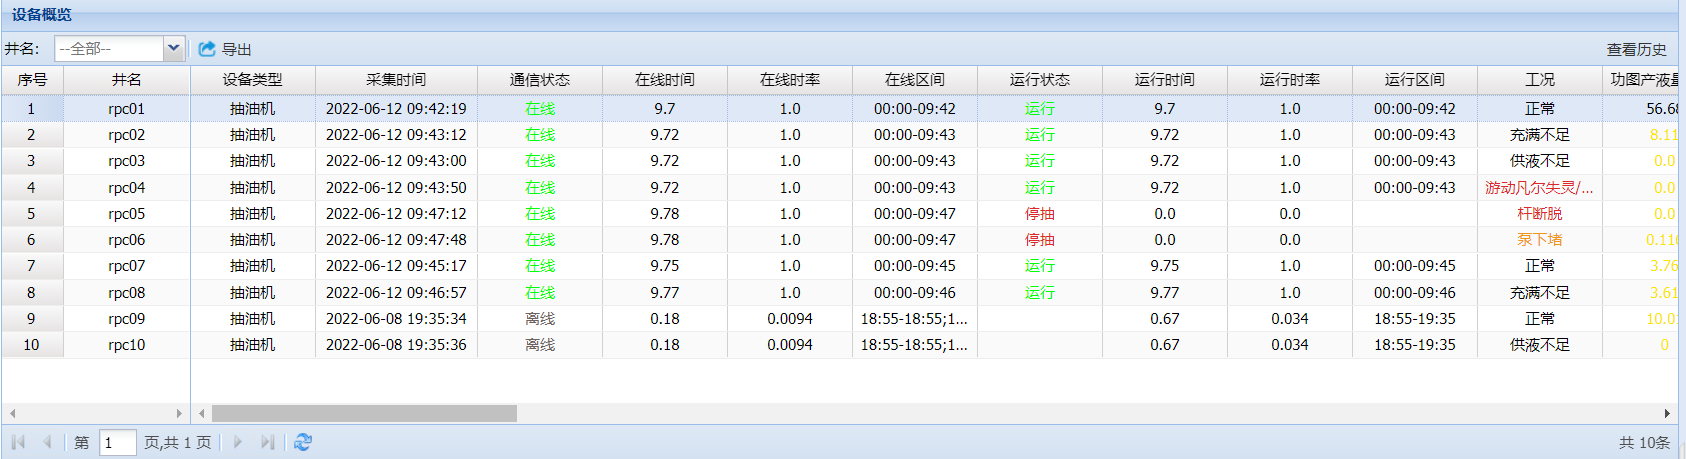 设备概览
井名: --全部-- 导出 查看历史
序号 井名 设备类型 采集时间 通信状态 在线时间 在线时率 在线区间 运行状态 运行时间 运行时率 运行区间 工况 功图产液量
1 rpc01 抽油机 2022-06-12 09:42:19 在线 9.7 1.0 00:00-09:42 运行 9.7 1.0 00:00-09:42 正常 56.68
2 rpc02 抽油机 2022-06-12 09:43:12 在线 9.72 1.0 00:00-09:43 运行 9.72 1.0 00:00-09:43 充满不足 8.11
3 rpc03 抽油机 2022-06-12 09:43:00 在线 9.72 1.0 00:00-09:43 运行 9.72 1.0 00:00-09:43 供液不足 0.0
4 rpc04 抽油机 2022-06-12 09:43:50 在线 9.72 1.0 00:00-09:43 运行 9.72 1.0 00:00-09:43 游动凡尔失灵/... 0.0
5 rpc05 抽油机 2022-06-12 09:47:12 在线 9.78 1.0 00:00-09:47 停抽 0.0 0.0 杆断脱 0.0
6 rpc06 抽油机 2022-06-12 09:47:48 在线 9.78 1.0 00:00-09:47 停抽 0.0 0.0 泵下堵 0.116
7 rpc07 抽油机 2022-06-12 09:45:17 在线 9.75 1.0 00:00-09:45 运行 9.75 1.0 00:00-09:45 正常 3.76
8 rpc08 抽油机 2022-06-12 09:46:57 在线 9.77 1.0 00:00-09:46 运行 9.77 1.0 00:00-09:46 充满不足 3.61
9 rpc09 抽油机 2022-06-08 19:35:34 离线 0.18 0.0094 18:55-18:55;1... 0.67 0.034 18:55-19:35 正常 10.0
10 rpc10 抽油机 2022-06-08 19:35:36 离线 0.18 0.0094 18:55-18:55;1... 0.67 0.034 18:55-19:35 供液不足 0
第 1 页,共 1 页 共 10条